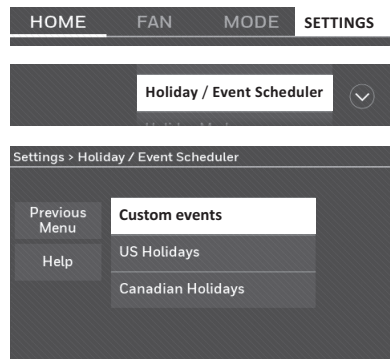 HOME FAN MODE SETTINGS
Holiday / Event Scheduler
Settings > Holiday / Event Scheduler
Previous
Menu
Custom events
US Holidays
Help
Canadian Holidays